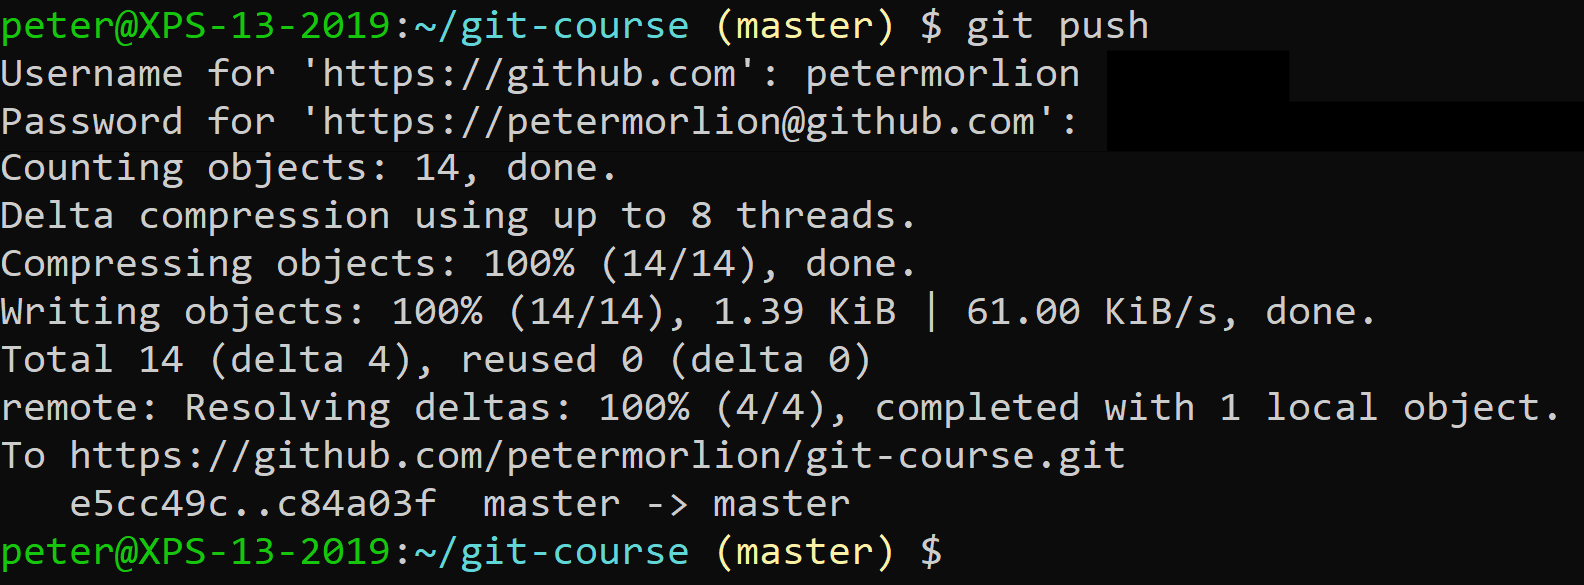 peter@XPS-13-2019:~/git-course (master) $ git push
Username for 'https://github.com': petermorlion
Password for 'https://petermorlion@github.com':
Counting objects: 14, done.
Delta compression using up to 8 threads.
Compressing objects: 100% (14/14), done.
Writing objects: 100% (14/14), 1.39 KiB | 61.00 KiB/s, done.
Total 14 (delta 4), reused 0 (delta 0)
remote: Resolving deltas: 100% (4/4), completed with 1 local object.
To https://github.com/petermorlion/git-course.git
   e5cc49c..c84a03f  master -> master
peter@XPS-13-2019:~/git-course (master) $